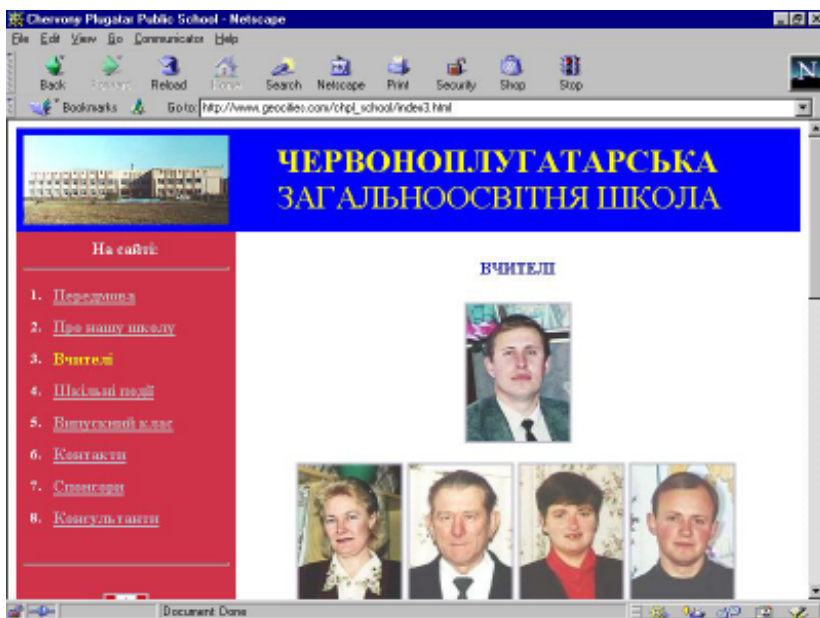 Chervony Plugatar Public School - Netscape
File Edit View Go Communicator Help
Back Forward Reload Home Search Netscape Print Security Shop Stop
N
Bookmarks Go to: http://www.geocities.com/chpl_school/index3.html
ЧЕРВОНОПЛУГАТАРСЬКА
ЗАГАЛЬНООСВІТНЯ ШКОЛА
На сайті:
1. Передмова
2. Про нашу школу
3. Вчителі
4. Шкільні події
5. Випускний клас
6. Контакти
7. Спонсори
8. Консультанти
ВЧИТЕЛІ
Document Done